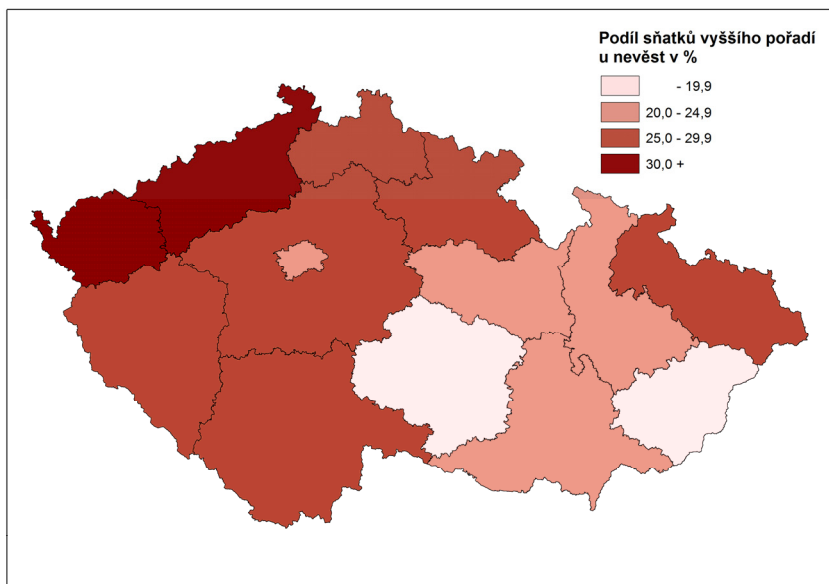 Podíl sňatků vyššího pořadí
u nevěst v %
- 19,9
20,0 - 24,9
25,0 - 29,9
30,0 +